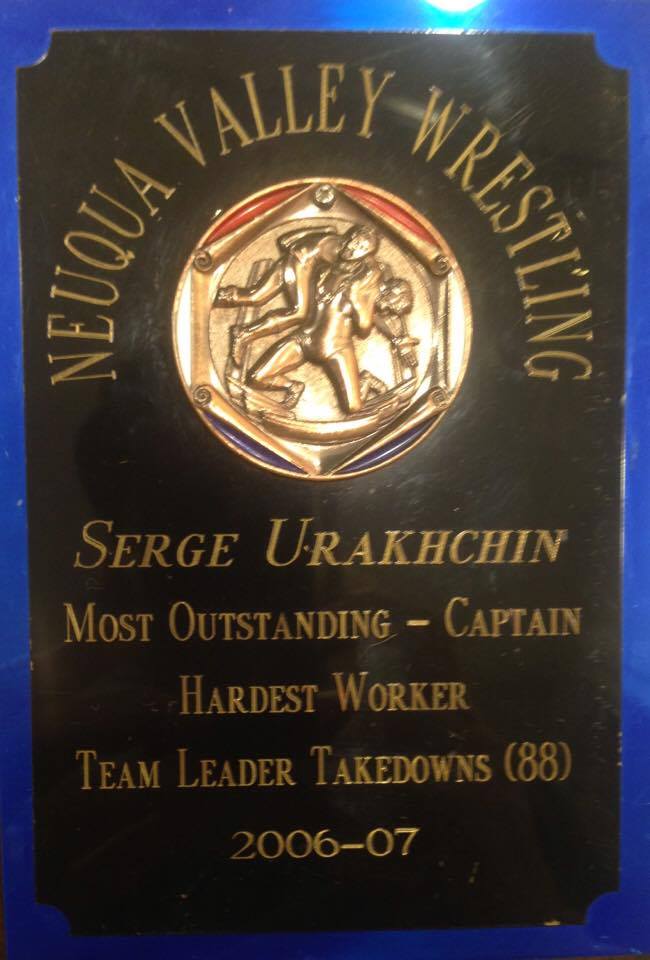 NEUQUA VALLEY WRESTLING
SERGE URAKHCHIN
MOST OUTSTANDING – CAPTAIN
HARDEST WORKER
TEAM LEADER TAKEDOWNS (88)
2006–07